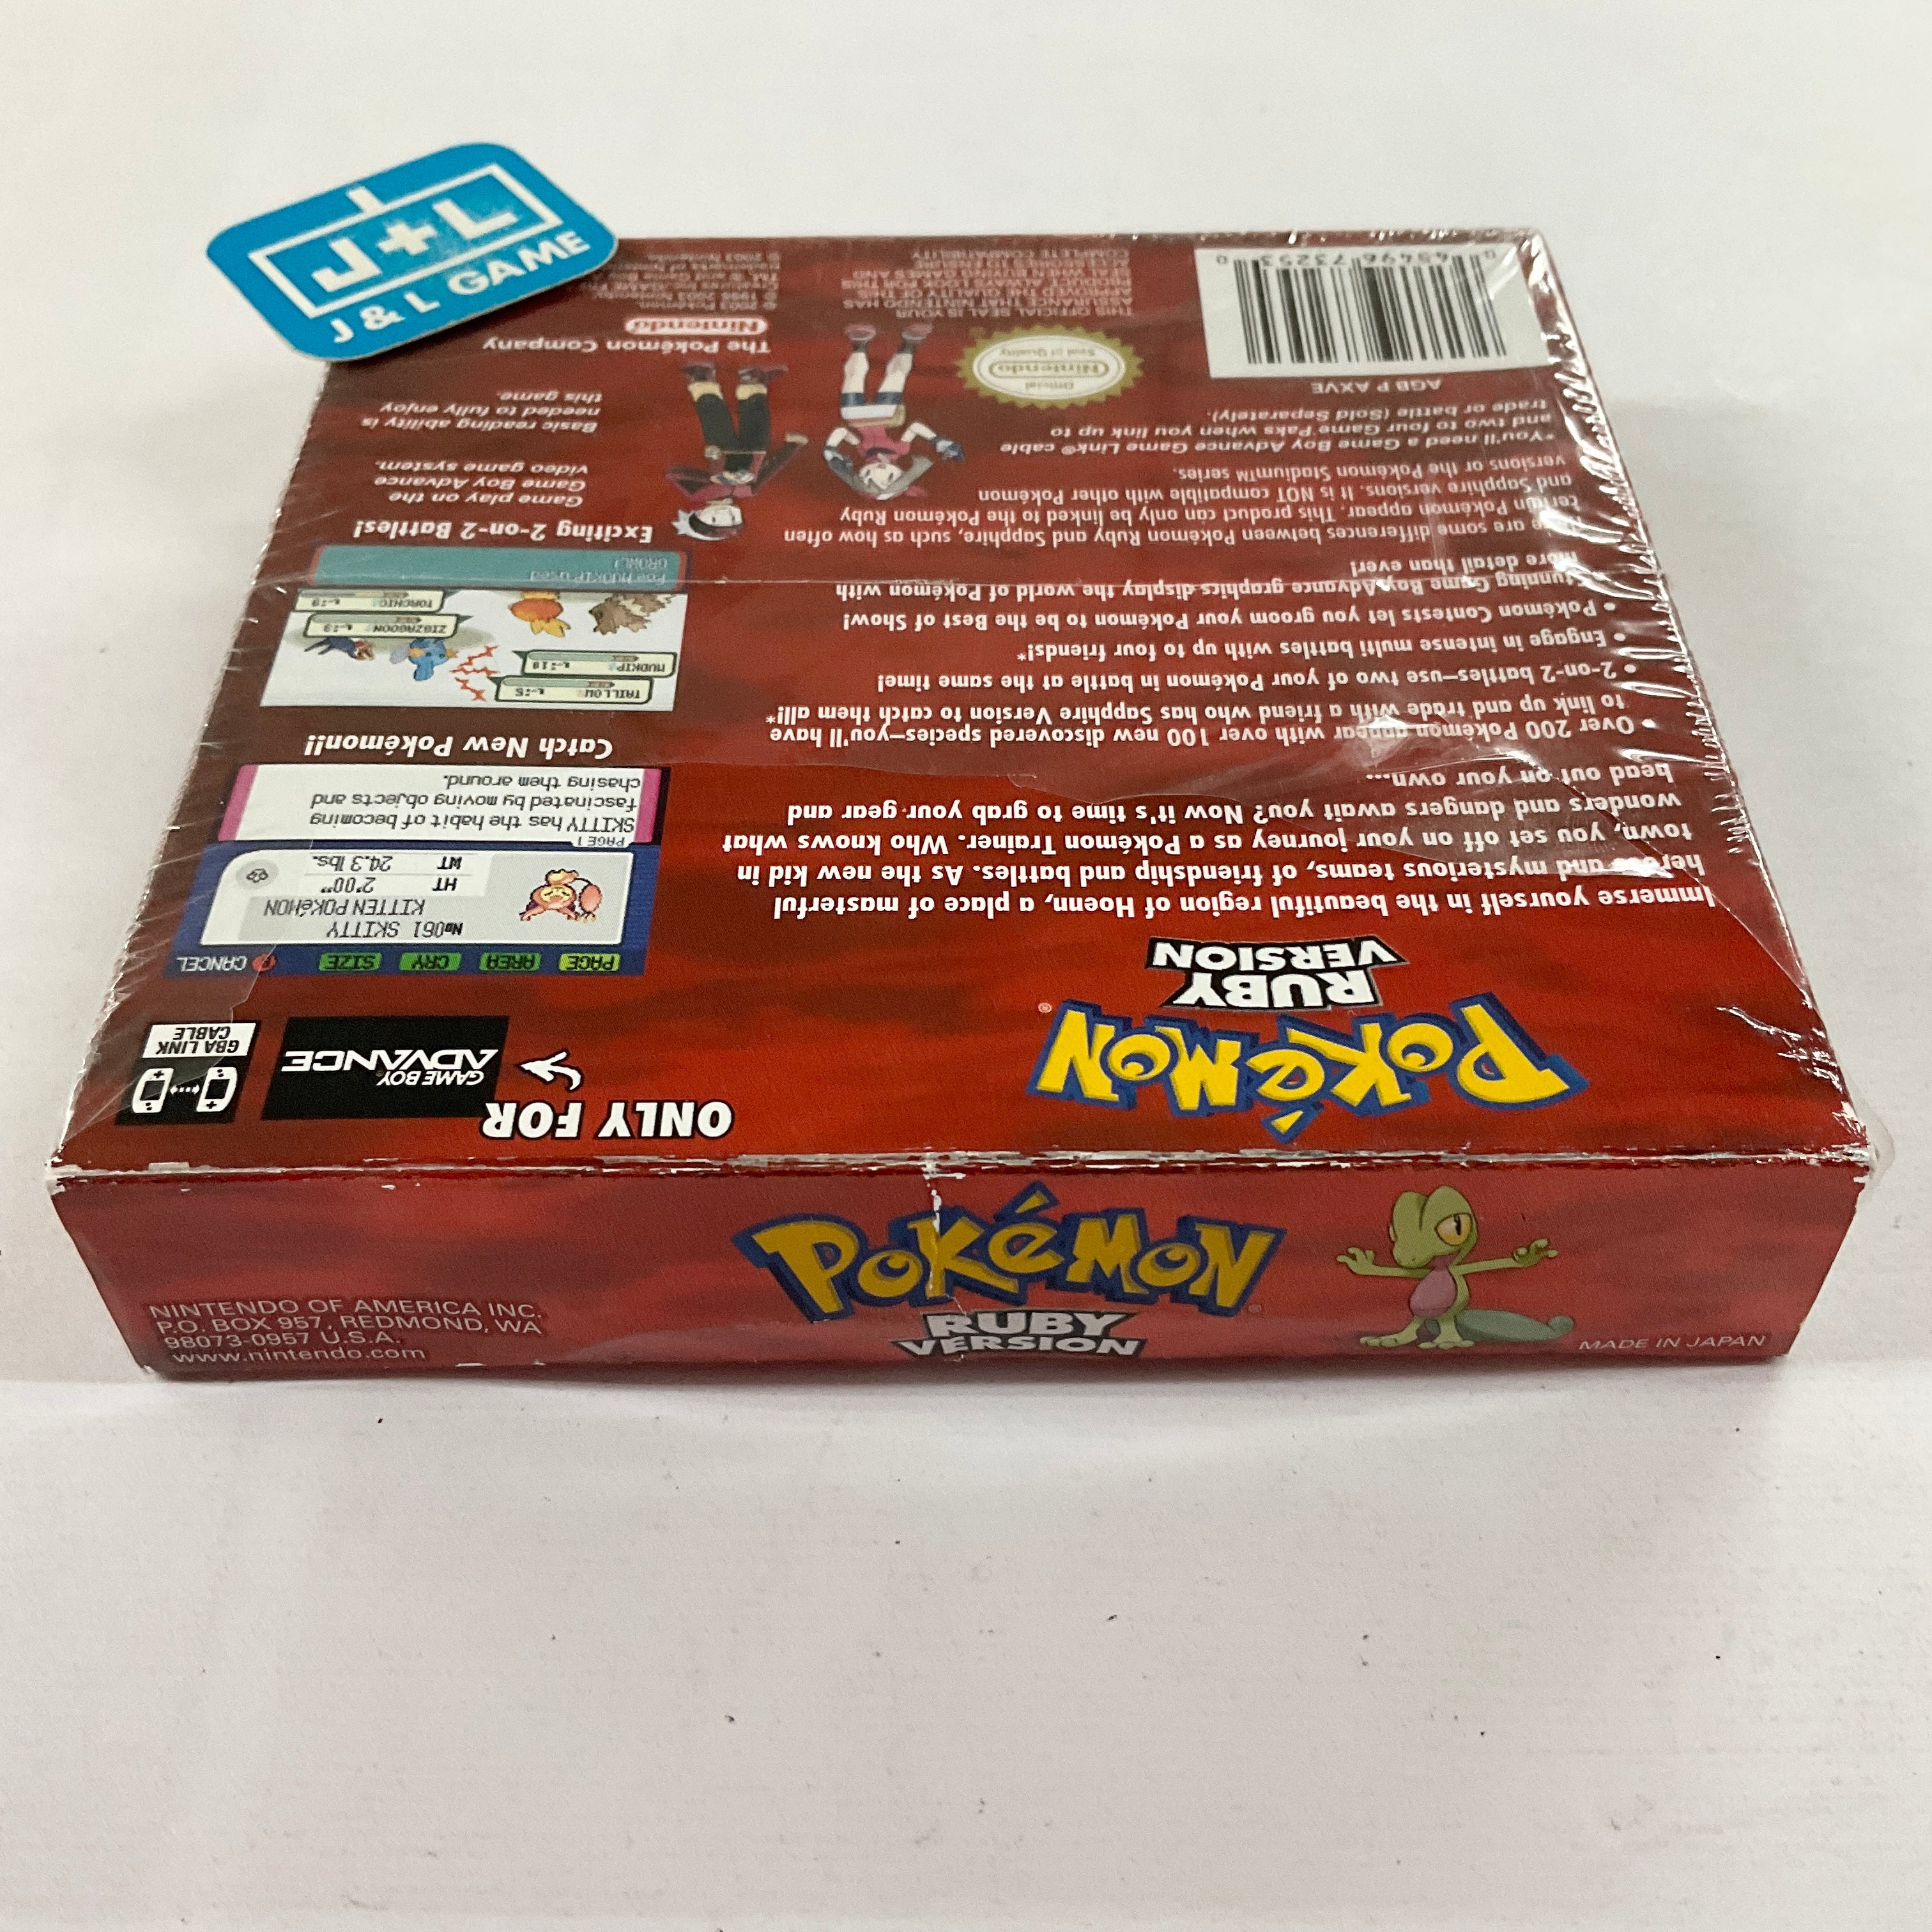 J+L
J & L GAME
POKéMON
RUBY
VERSION
Immerse yourself in the beautiful region of Hoenn, a place of masterful
heroes and mysterious teams, of friendship and battles. As the new kid in
town, you set off on your journey as a Pokémon Trainer. Who knows what
wonders and dangers await you? Now it's time to grab your gear and
head out on your own...
• Over 200 Pokémon appear with over 100 new discovered species–you'll have
to link up and trade with a friend who has Sapphire Version to catch them all!*
• 2-on-2 battles–use two of your Pokémon in battle at the same time!
• Engage in intense multi battles with up to four friends!*
• Pokémon Contests let you groom your Pokémon to be the Best of Show!
Stunning Game Boy Advance graphics display the world of Pokémon with
more detail than ever!
are some differences between Pokémon Ruby and Sapphire, such as how often
certain Pokémon appear. This product can only be linked to the Pokémon Ruby
and Sapphire versions. It is NOT compatible with other Pokémon
versions or the Pokémon Stadium™ series.
*You'll need a Game Boy Advance Game Link® cable
and two to four Game Paks when you link up to
trade or battle (Sold Separately).
AGB P AXVE
0 45496 73253 0
Official
Nintendo
Seal of Quality
THIS OFFICIAL SEAL IS YOUR
ASSURANCE THAT NINTENDO HAS
APPROVED THE QUALITY OF THIS
PRODUCT. ALWAYS LOOK FOR THIS
SEAL WHEN BUYING GAMES AND
COMPLETE COMPATIBILITY
ONLY FOR
GAME BOY
ADVANCE
GBA LINK
CABLE
PAGE AREA CRY SIZE CANCEL
No061 SKITTY
KITTEN POKéMON
HT 2'00"
WT 24.3 lbs.
PAGE1
SKITTY has the habit of becoming
fascinated by moving objects and
chasing them around.
Catch New Pokémon!!
TAILLOW
MUDKIP
ZIGZAGOON
TORCHIC
Foe MUDKIP used
GROWL!
Exciting 2-on-2 Battles!
Game play on the
Game Boy Advance
video game system.
Basic reading ability is
needed to fully enjoy
this game.
The Pokémon Company
Nintendo
© 2003 Pokémon.
POKéMON
RUBY
VERSION
NINTENDO OF AMERICA INC.
P.O. BOX 957, REDMOND, WA
98073-0957 U.S.A.
www.nintendo.com
MADE IN JAPAN